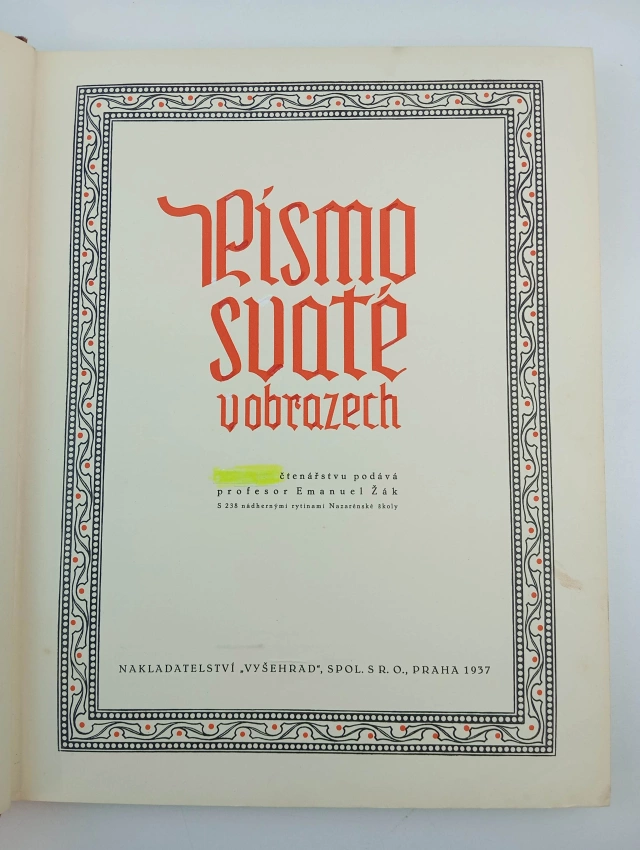 Písmo
svaté
v obrazech
čtenářstvu podává
profesor Emanuel Žák
S 238 nádhernými rytinami Nazarénské školy
NAKLADATELSTVÍ „VYŠEHRAD", SPOL. S R. O., PRAHA 1937